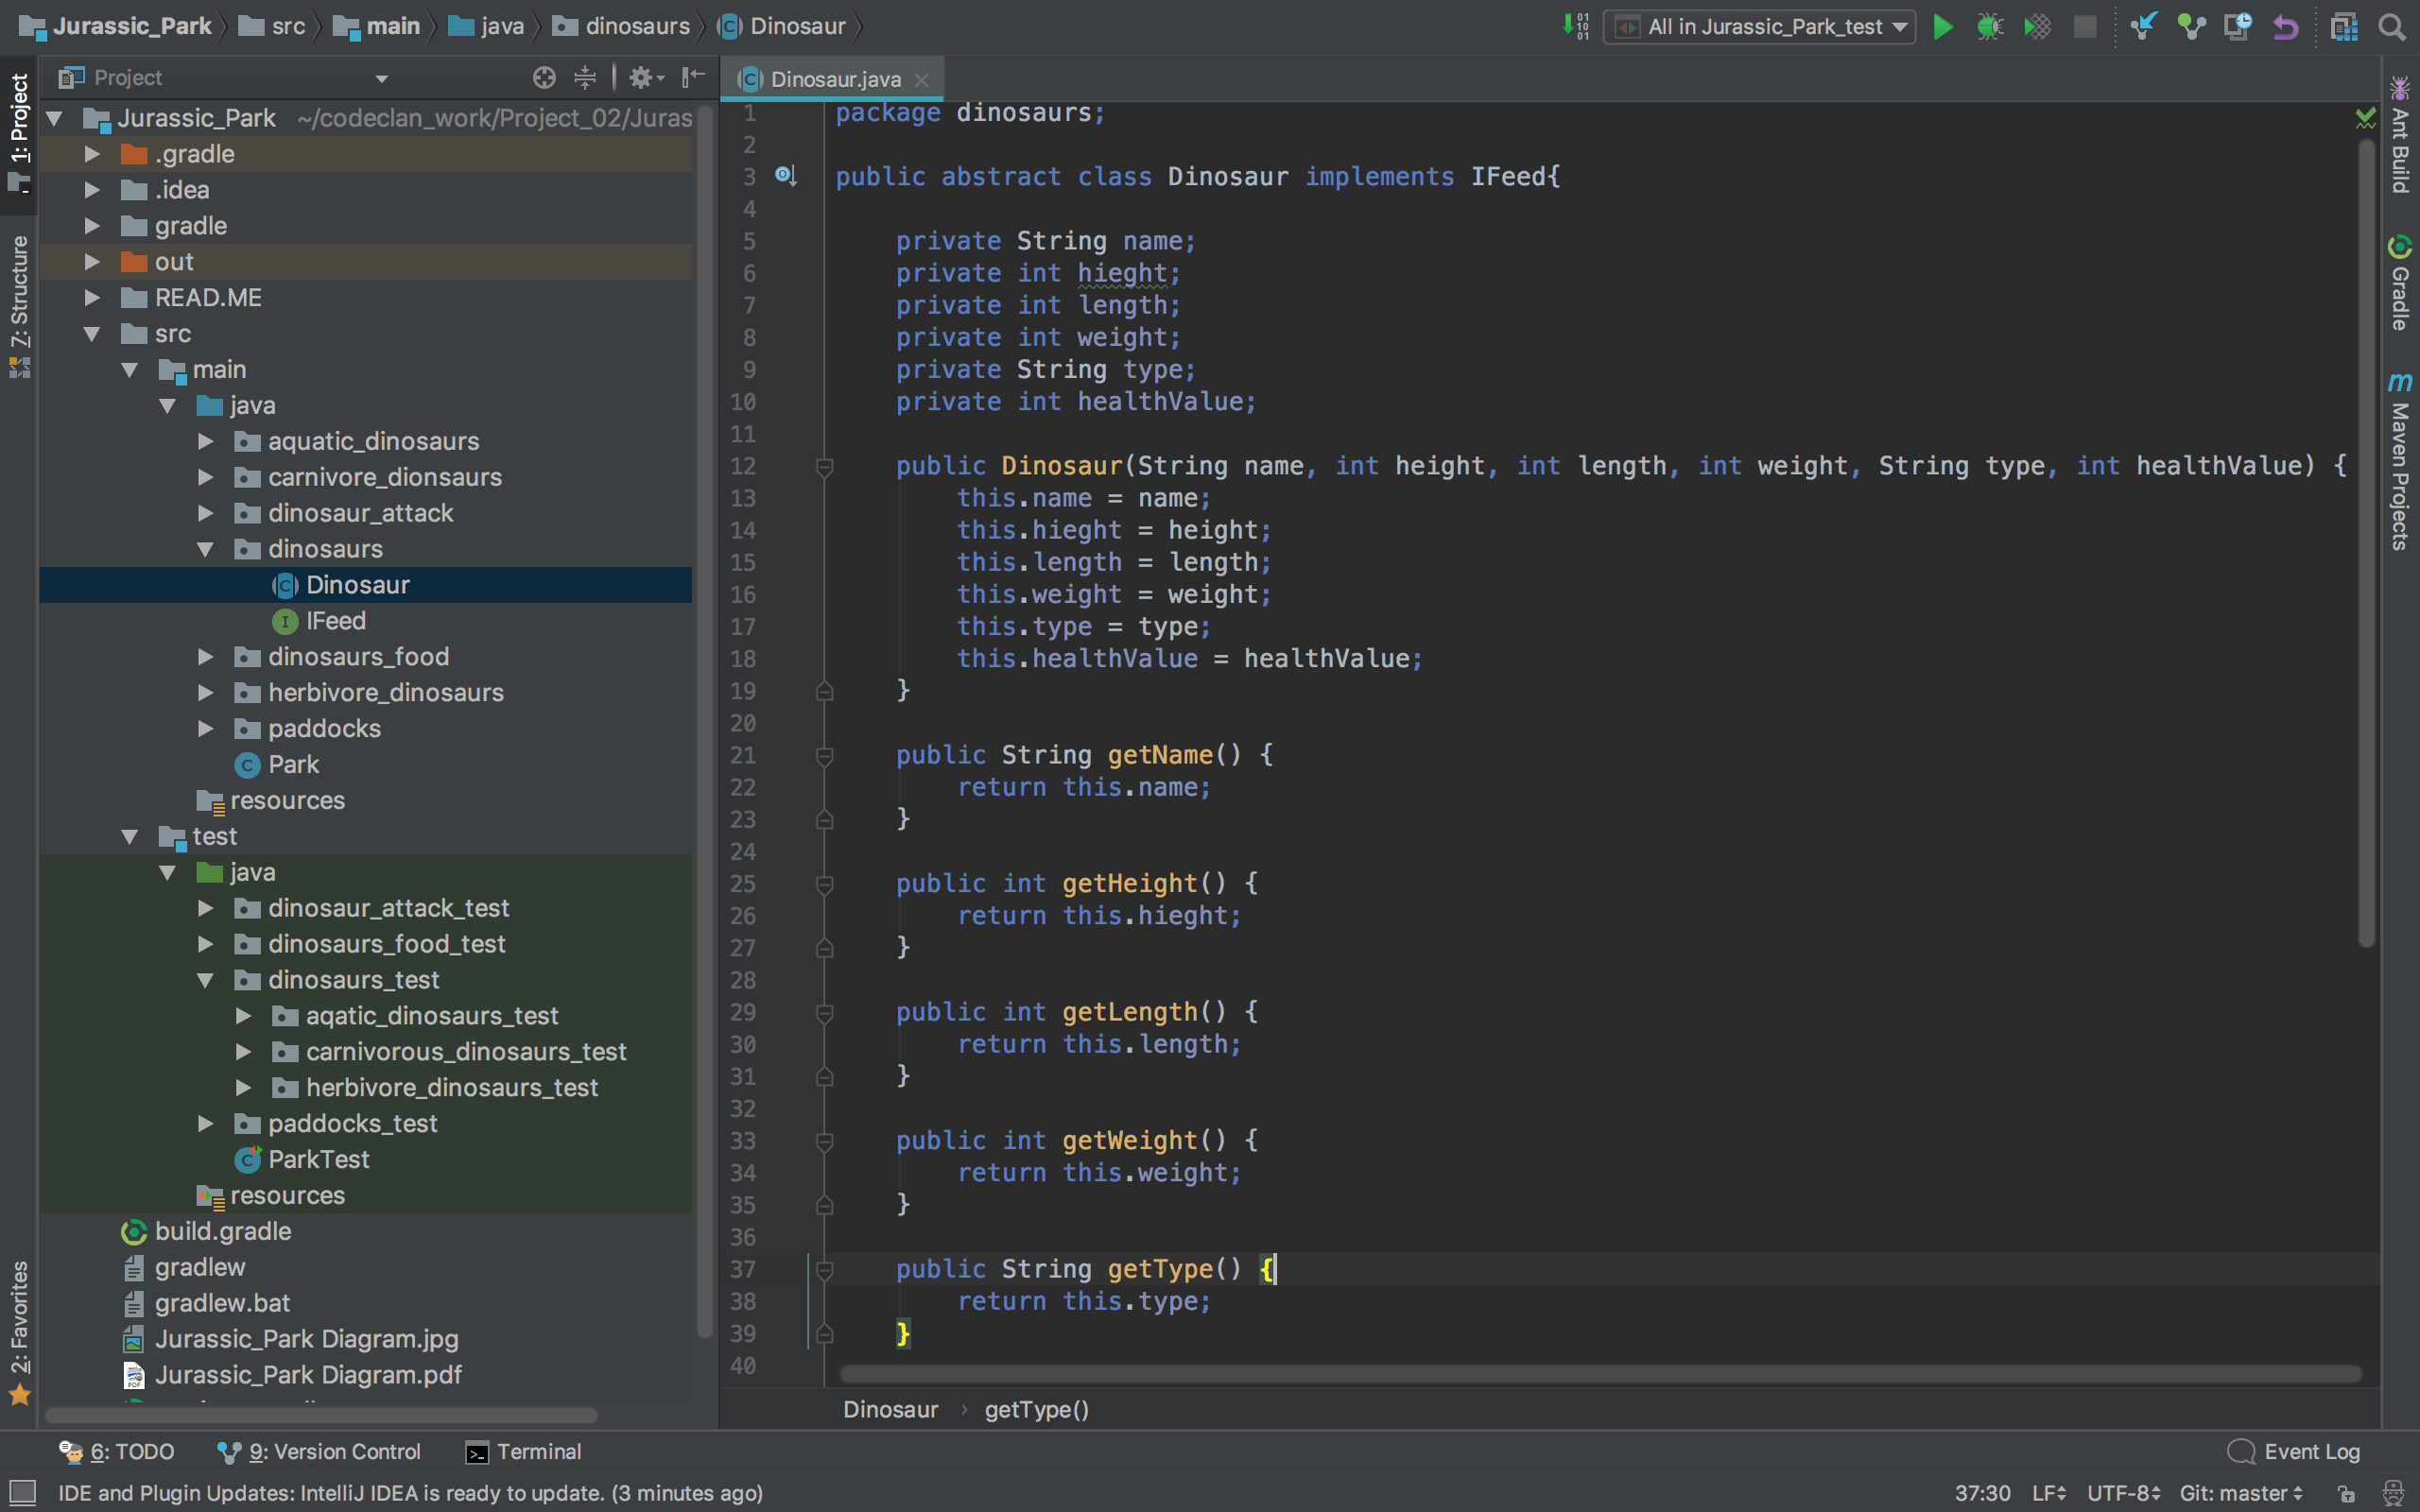 Jurassic_Park src main java dinosaurs Dinosaur
All in Jurassic_Park_test
1: Project
Z: Structure
2: Favorites
Project
Jurassic_Park ~/codeclan_work/Project_02/Juras
.gradle
.idea
gradle
out
READ.ME
src
main
java
aquatic_dinosaurs
carnivore_dionsaurs
dinosaur_attack
dinosaurs
Dinosaur
IFeed
dinosaurs_food
herbivore_dinosaurs
paddocks
Park
resources
test
java
dinosaur_attack_test
dinosaurs_food_test
dinosaurs_test
aqatic_dinosaurs_test
carnivorous_dinosaurs_test
herbivore_dinosaurs_test
paddocks_test
ParkTest
resources
build.gradle
gradlew
gradlew.bat
Jurassic_Park Diagram.jpg
Jurassic_Park Diagram.pdf
Dinosaur.java
1 package dinosaurs;
2
3 public abstract class Dinosaur implements IFeed{
4
5 private String name;
6 private int hieght;
7 private int length;
8 private int weight;
9 private String type;
10 private int healthValue;
11
12 public Dinosaur(String name, int height, int length, int weight, String type, int healthValue) {
13 this.name = name;
14 this.hieght = height;
15 this.length = length;
16 this.weight = weight;
17 this.type = type;
18 this.healthValue = healthValue;
19 }
20
21 public String getName() {
22 return this.name;
23 }
24
25 public int getHeight() {
26 return this.hieght;
27 }
28
29 public int getLength() {
30 return this.length;
31 }
32
33 public int getWeight() {
34 return this.weight;
35 }
36
37 public String getType() {
38 return this.type;
39 }
40
Dinosaur getType()
Ant Build
Gradle
Maven Projects
6: TODO 9: Version Control Terminal Event Log
IDE and Plugin Updates: IntelliJ IDEA is ready to update. (3 minutes ago) 37:30 LF UTF-8 Git: master